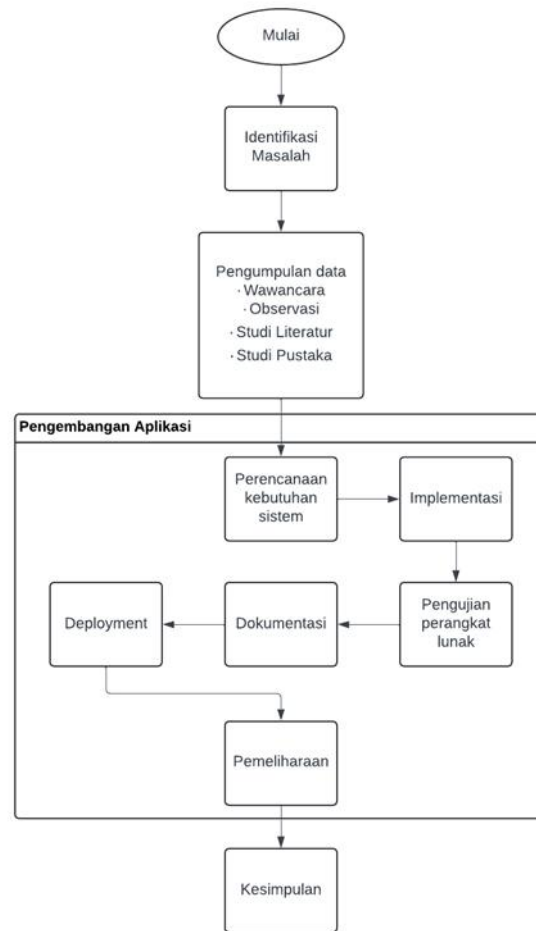 Mulai
Identifikasi
Masalah
Pengumpulan data
· Wawancara
· Observasi
· Studi Literatur
· Studi Pustaka
Pengembangan Aplikasi
Perencanaan
kebutuhan
sistem
Implementasi
Pengujian
perangkat
lunak
Dokumentasi
Deployment
Pemeliharaan
Kesimpulan